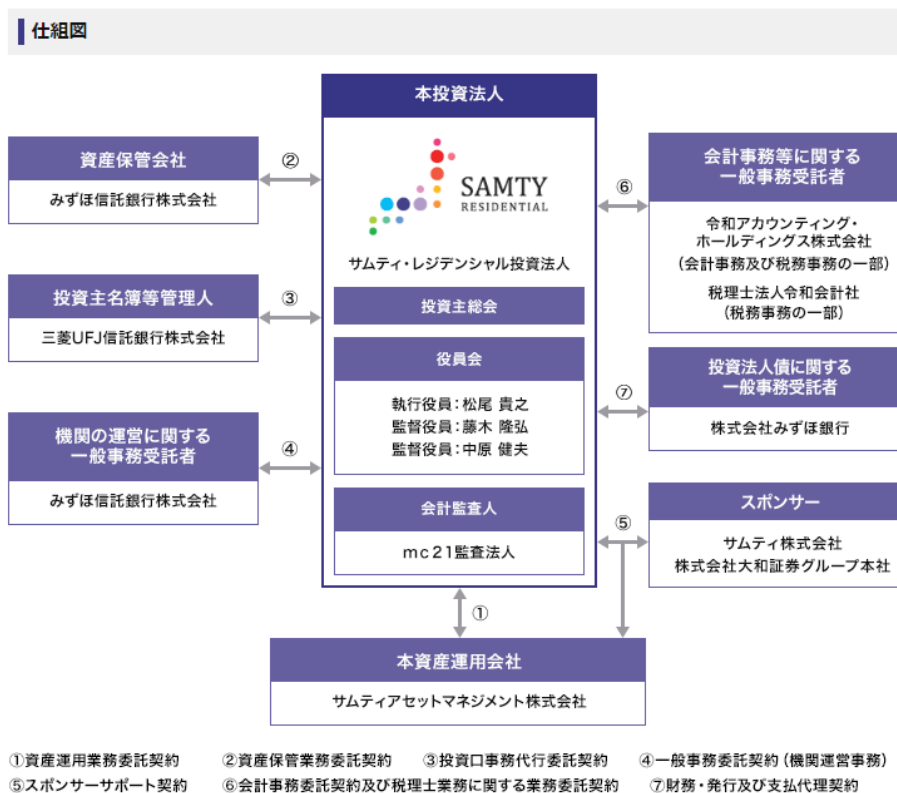 仕組図
本投資法人
SAMTY
RESIDENTIAL
サムティ・レジデンシャル投資法人
投資主総会
役員会
執行役員：松尾 貴之
監督役員：藤木 隆弘
監督役員：中原 健夫
会計監査人
mc21監査法人
資産保管会社
みずほ信託銀行株式会社
②
投資主名簿等管理人
三菱UFJ信託銀行株式会社
③
機関の運営に関する
一般事務受託者
みずほ信託銀行株式会社
④
会計事務等に関する
一般事務受託者
令和アカウンティング・
ホールディングス株式会社
（会計事務及び税務事務の一部）
税理士法人令和会計社
（税務事務の一部）
⑥
投資法人債に関する
一般事務受託者
株式会社みずほ銀行
⑦
スポンサー
サムティ株式会社
株式会社大和証券グループ本社
⑤
①
本資産運用会社
サムティアセットマネジメント株式会社
①資産運用業務委託契約 ②資産保管業務委託契約 ③投資口事務代行委託契約 ④一般事務委託契約（機関運営事務）
⑤スポンサーサポート契約 ⑥会計事務委託契約及び税理士業務に関する業務委託契約 ⑦財務・発行及び支払代理契約